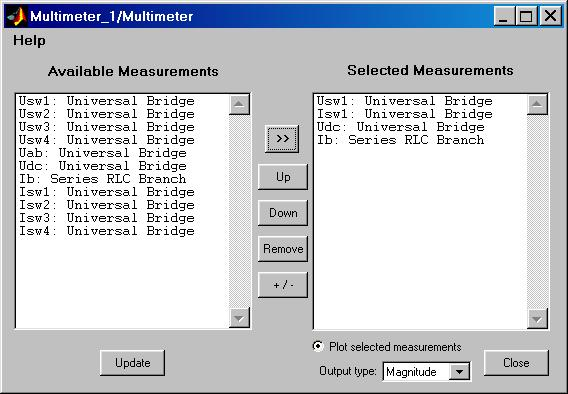 Multimeter_1/Multimeter
Help
Available Measurements
Usw1: Universal Bridge
Usw2: Universal Bridge
Usw3: Universal Bridge
Usw4: Universal Bridge
Uab: Universal Bridge
Udc: Universal Bridge
Ib: Series RLC Branch
Isw1: Universal Bridge
Isw2: Universal Bridge
Isw3: Universal Bridge
Isw4: Universal Bridge
Update
>>
Up
Down
Remove
+ / -
Selected Measurements
Usw1: Universal Bridge
Isw1: Universal Bridge
Udc: Universal Bridge
Ib: Series RLC Branch
Plot selected measurements
Output type: Magnitude
Close